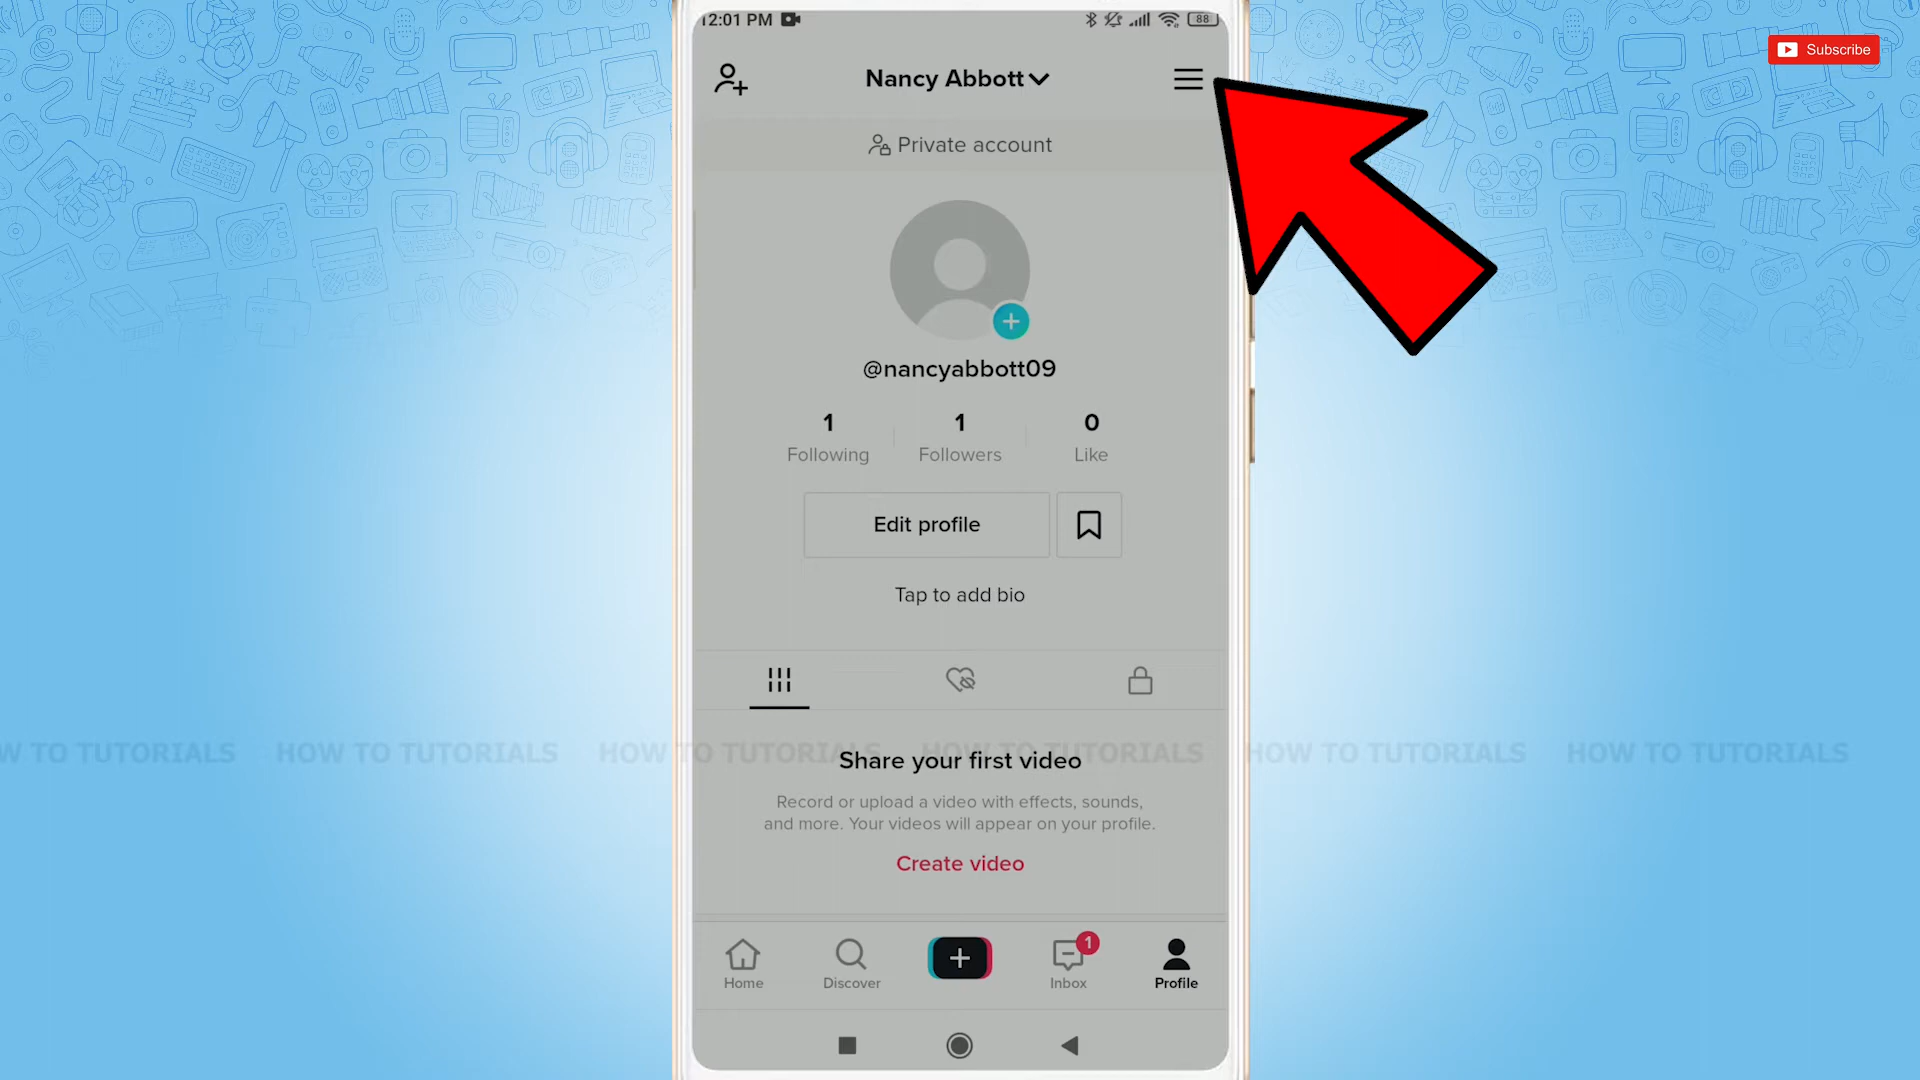 12:01 PM
88
Subscribe
Nancy Abbott
Private account
@nancyabbott09
1 1 0
Following Followers Like
Edit profile
Tap to add bio
W TO TUTORIALS HOW TO TUTORIALS HOW TO TUTORIALS HOW TO TUTORIALS HOW TO TUTORIALS HOW TO TUTORIALS
Share your first video
Record or upload a video with effects, sounds,
and more. Your videos will appear on your profile.
Create video
1
Home Discover Inbox Profile